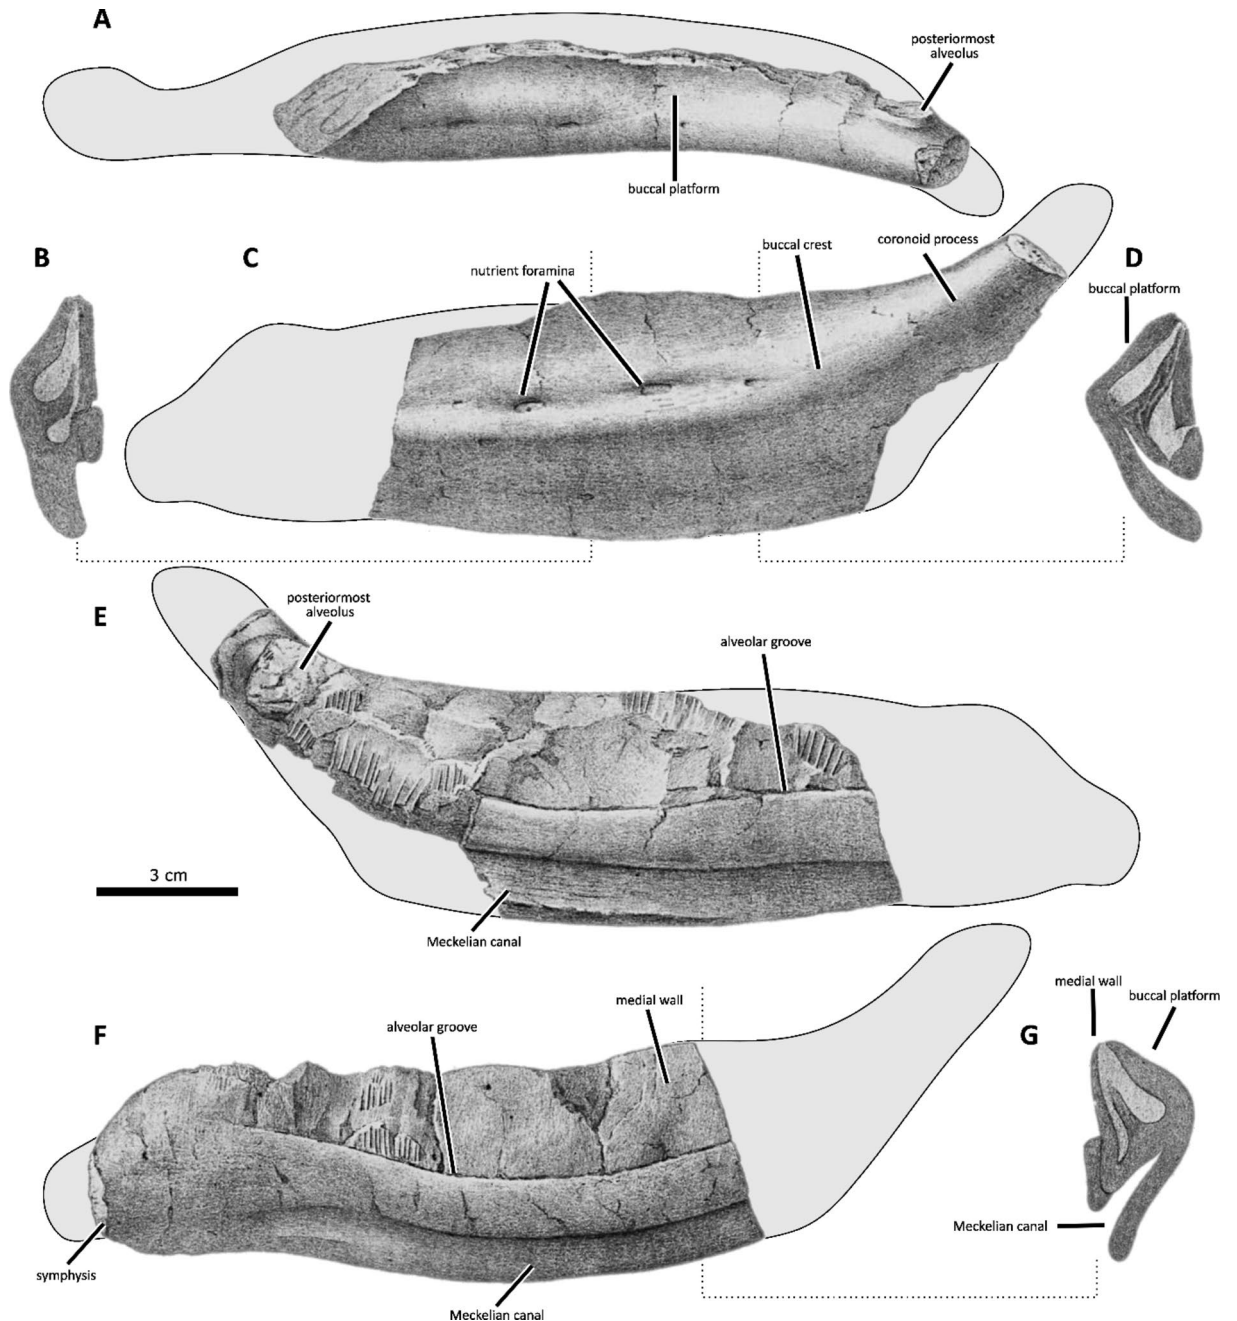 A
posteriormost
alveolus
buccal platform
B
C
nutrient foramina
buccal crest
coronoid process
D
buccal platform
E
posteriormost
alveolus
alveolar groove
3 cm
Meckelian canal
F
alveolar groove
medial wall
G
medial wall
buccal platform
Meckelian canal
symphysis
Meckelian canal